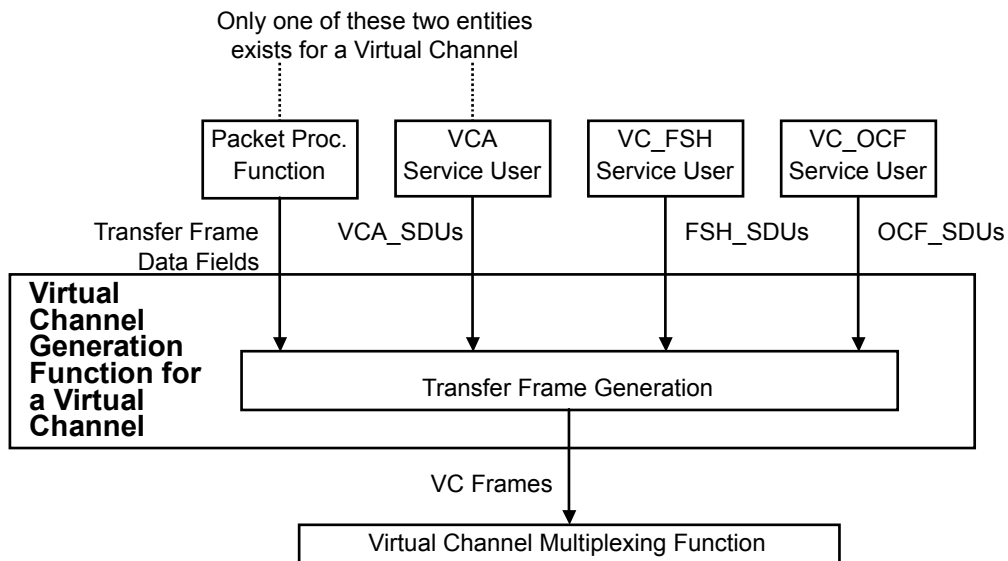 Only one of these two entities
exists for a Virtual Channel
Packet Proc.
Function
VCA
Service User
VC_FSH
Service User
VC_OCF
Service User
Transfer Frame
Data Fields
VCA_SDUs
FSH_SDUs
OCF_SDUs
Virtual
Channel
Generation
Function for
a Virtual
Channel
Transfer Frame Generation
VC Frames
Virtual Channel Multiplexing Function